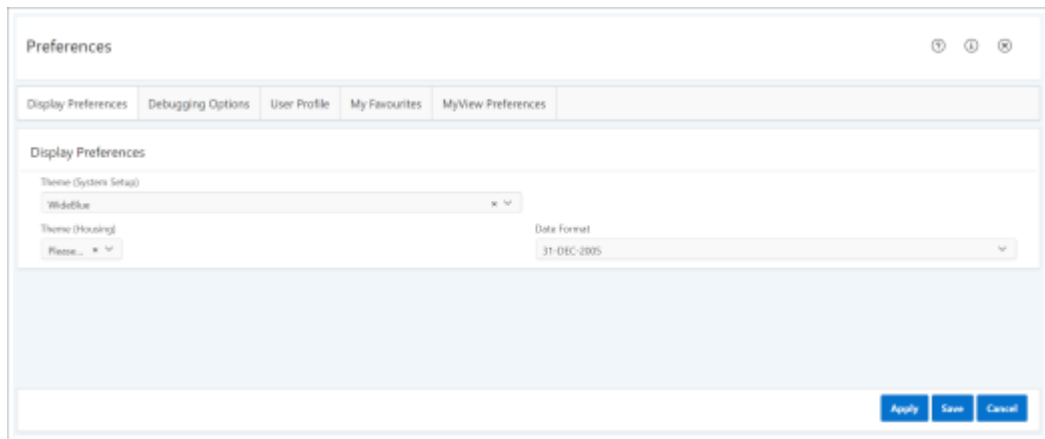 Preferences
Display Preferences Debugging Options User Profile My Favourites MyView Preferences
Display Preferences
Theme (System Setup)
WideBlue
Theme (Housing) Date Format
Please... 31-DEC-2005
Apply Save Cancel